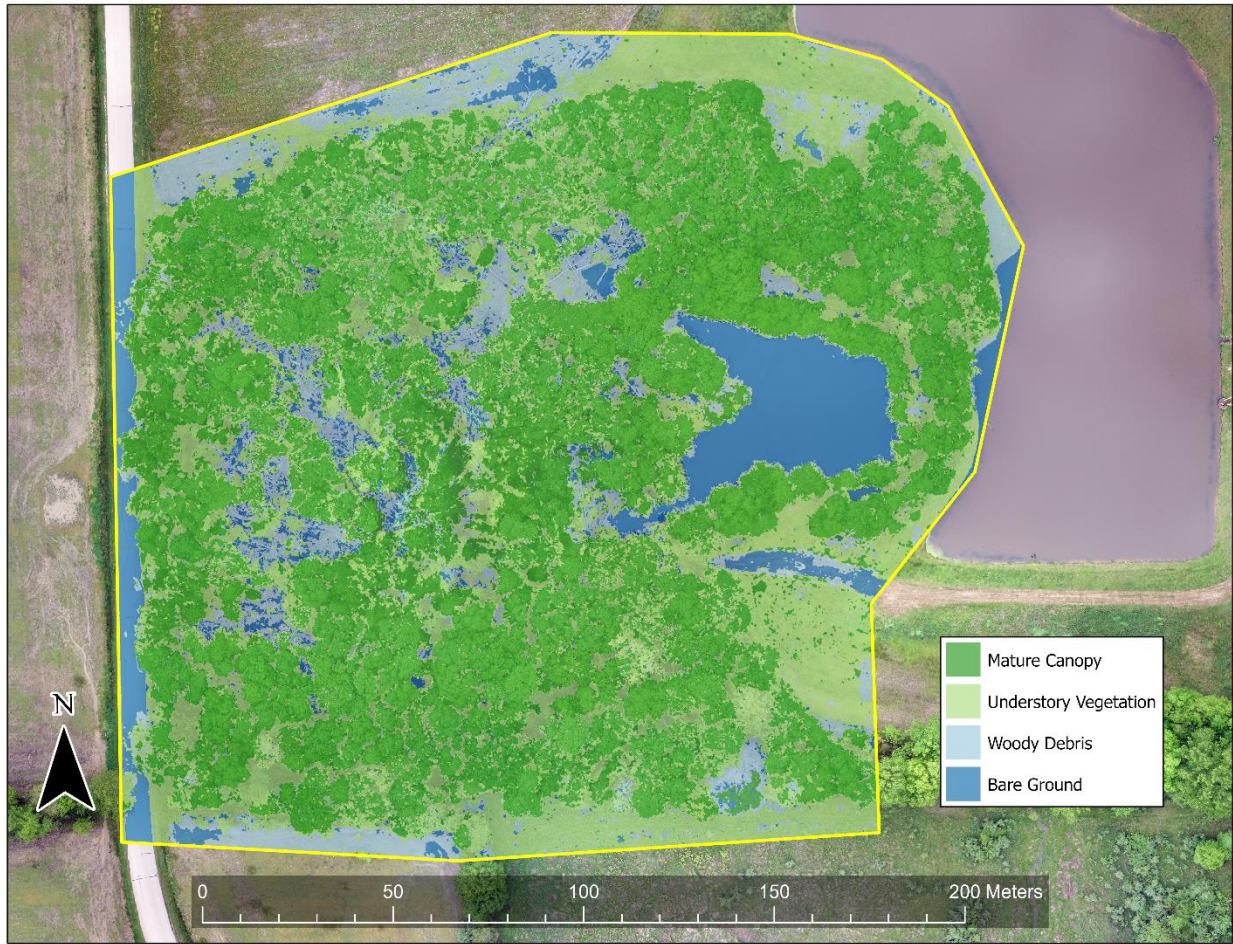 Mature Canopy
Understory Vegetation
Woody Debris
Bare Ground
N
0 50 100 150 200 Meters